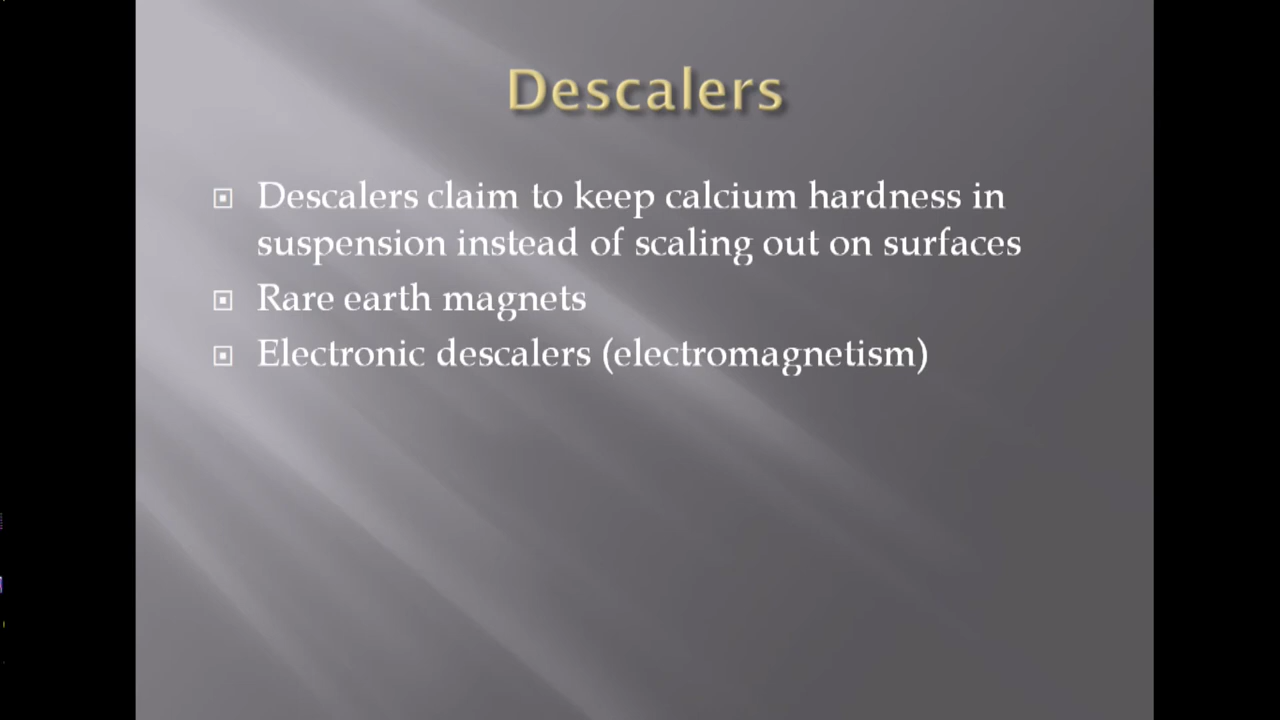 Descalers
Descalers claim to keep calcium hardness in
suspension instead of scaling out on surfaces
Rare earth magnets
Electronic descalers (electromagnetism)